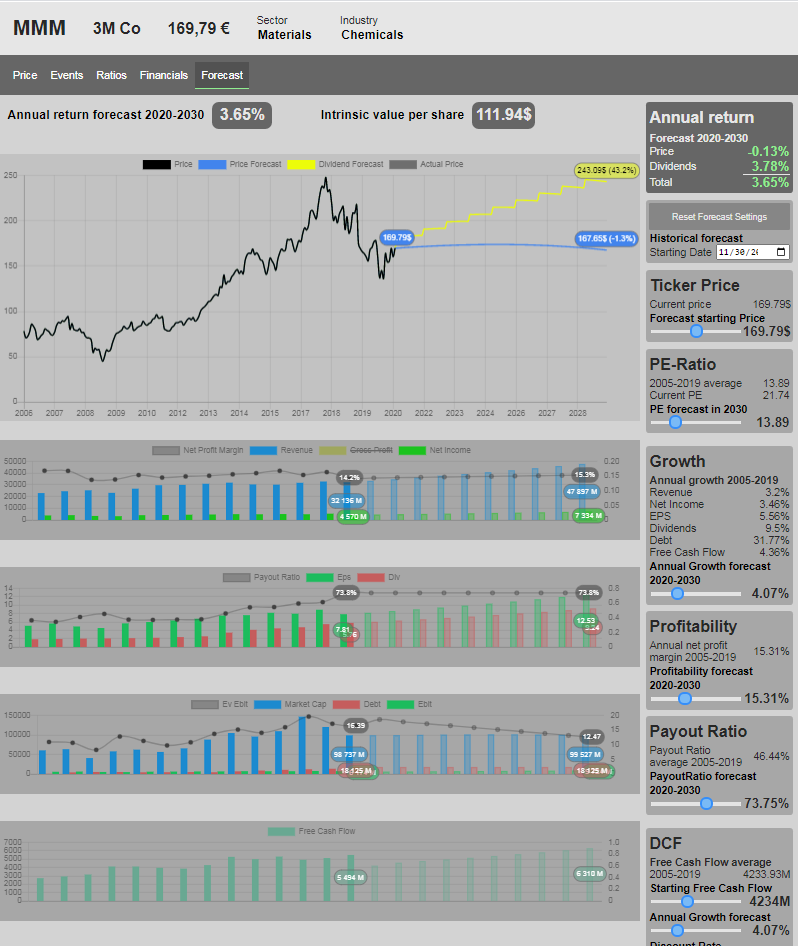 MMM 3M Co 169,79 € Sector Industry
Materials Chemicals
Price Events Ratios Financials Forecast
Annual return forecast 2020-2030 3.65% Intrinsic value per share 111.94$
Price Price Forecast Dividend Forecast Actual Price
250
200
150
100
50
0
243.09$ (43.2%)
169.79$
167.65$ (-1.3%)
2006 2007 2008 2009 2010 2012 2013 2014 2015 2017 2018 2019 2020 2022 2023 2024 2026 2027 2028
Net Profit Margin Revenue Gross Profit Net Income
50000 0.20
40000 0.15
30000 0.10
20000 0.05
10000 0
0
14.2% 15.3%
32 136 M 47 897 M
4 570 M 7 334 M
Payout Ratio Eps Div
14 0.8
12 0.6
10 0.4
8 0.2
6 0
4
2
0
73.8% 73.8%
7.81 12.53
Ev Ebit Market Cap Debt Ebit
150000 20
100000 15
50000 10
0 5
16.39 12.47
98 737 M 99 527 M
18 125 M 18 125 M
Free Cash Flow
7000 1.0
6000 0.8
5000 0.6
4000 0.4
3000 0.2
2000 0
1000
0
5 494 M 6 310 M
Annual return
Forecast 2020-2030
Price -0.13%
Dividends 3.78%
Total 3.65%
Reset Forecast Settings
Historical forecast
Starting Date 11/30/2
Ticker Price
Current price 169.79$
Forecast starting Price
169.79$
PE-Ratio
2005-2019 average 13.89
Current PE 21.74
PE forecast in 2030
13.89
Growth
Annual growth 2005-2019
Revenue 3.2%
Net Income 3.46%
EPS 5.56%
Dividends 9.5%
Debt 31.77%
Free Cash Flow 4.36%
Annual Growth forecast
2020-2030
4.07%
Profitability
Annual net profit
margin 2005-2019 15.31%
Profitability forecast
2020-2030
15.31%
Payout Ratio
Payout Ratio
average 2005-2019 46.44%
PayoutRatio forecast
2020-2030
73.75%
DCF
Free Cash Flow average
2005-2019 4233.93M
Starting Free Cash Flow
4234M
Annual Growth forecast
4.07%
Discount Rate